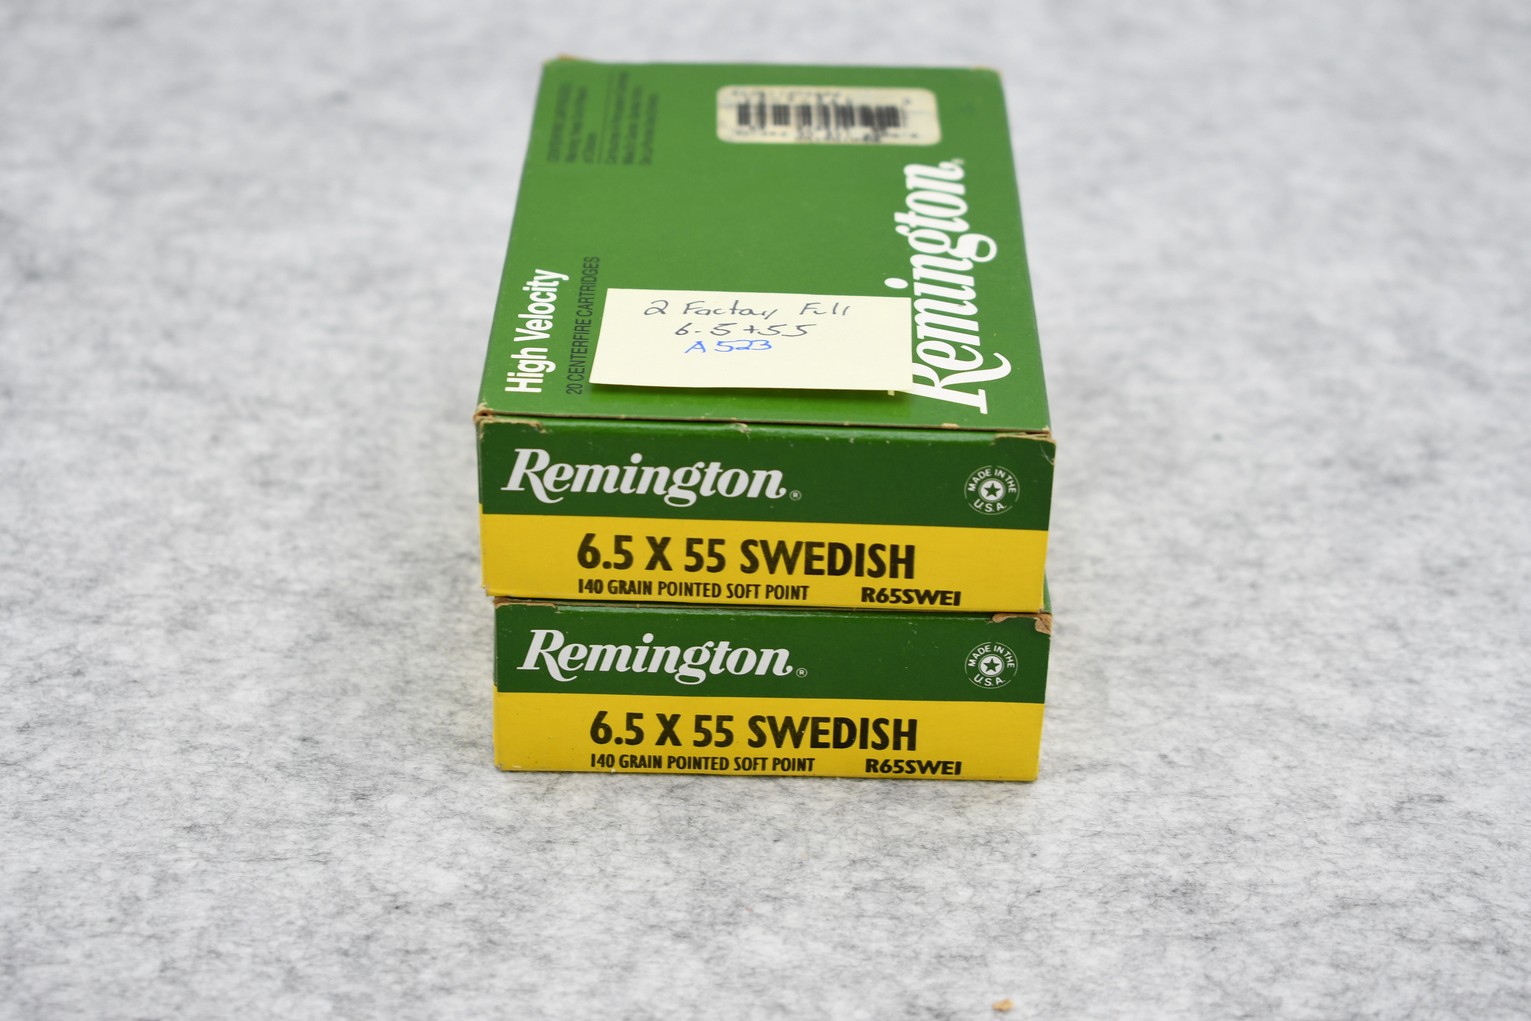 Remington®
High Velocity
20 CENTERFIRE CARTRIDGES
2 Factory Full
6-5+55
A523
Remington®
MADE IN THE U.S.A.
6.5 X 55 SWEDISH
140 GRAIN POINTED SOFT POINT R65SWE1
Remington®
MADE IN THE U.S.A.
6.5 X 55 SWEDISH
140 GRAIN POINTED SOFT POINT R65SWE1